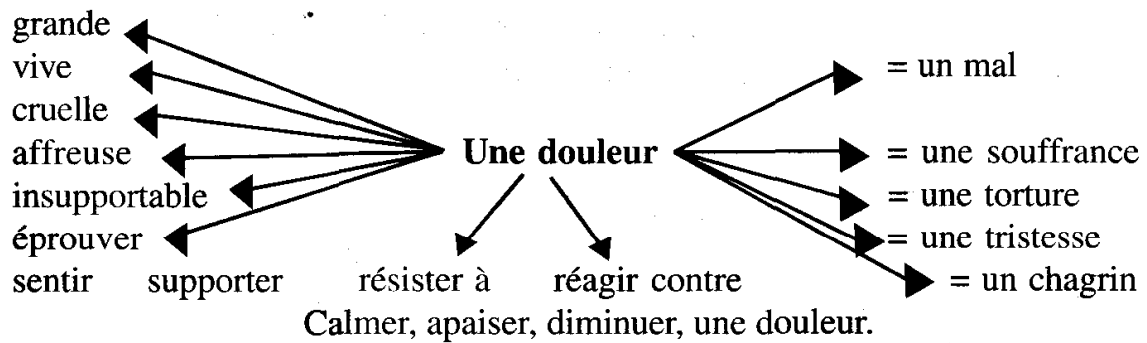 grande
vive
= un mal
cruelle
affreuse
Une douleur
= une souffrance
insupportable
= une torture
éprouver
= une tristesse
sentir supporter résister à réagir contre = un chagrin
Calmer, apaiser, diminuer, une douleur.